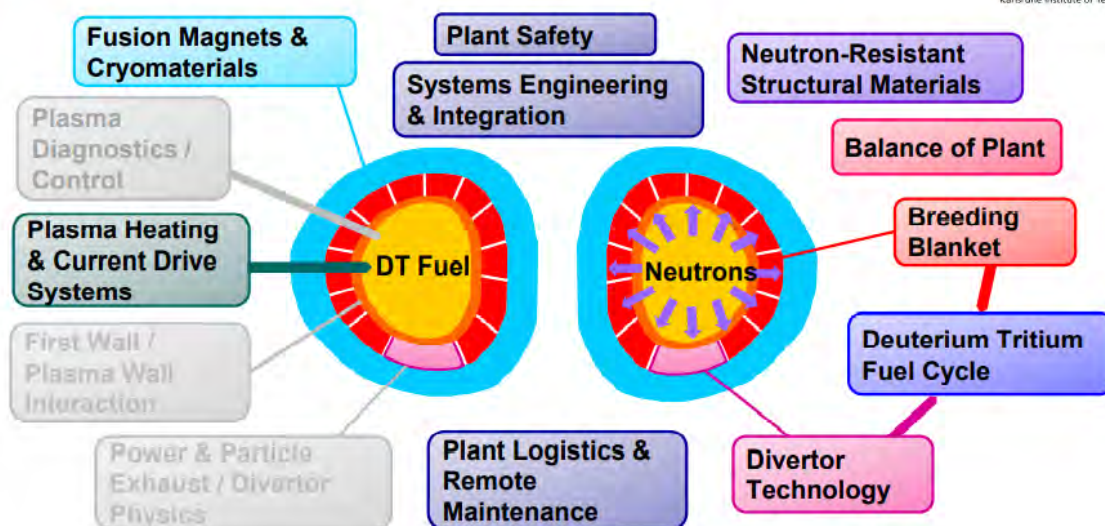 Fusion Magnets &
Cryomaterials
Plant Safety
Systems Engineering
& Integration
Neutron-Resistant
Structural Materials
Plasma
Diagnostics /
Control
Balance of Plant
Plasma Heating
& Current Drive
Systems
DT Fuel
Neutrons
Breeding
Blanket
First Wall /
Plasma Wall
Interaction
Deuterium Tritium
Fuel Cycle
Power & Particle
Exhaust / Divertor
Physics
Plant Logistics &
Remote
Maintenance
Divertor
Technology